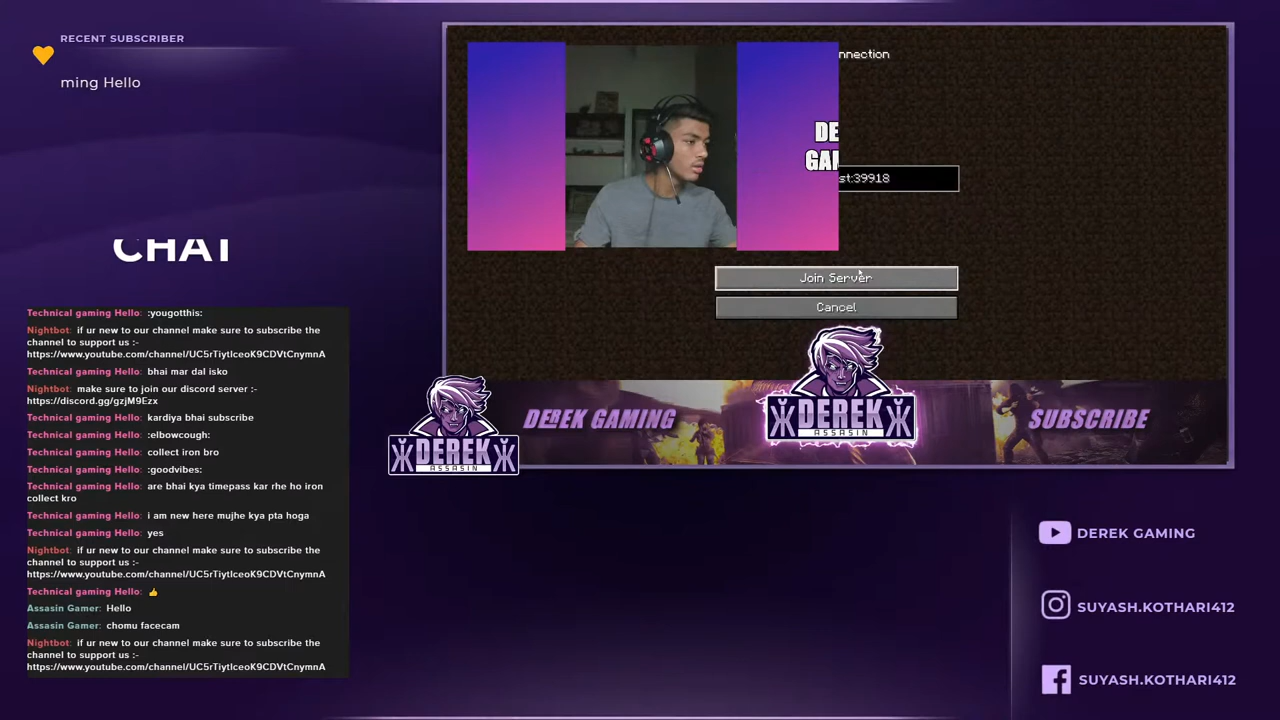 RECENT SUBSCRIBER
ming Hello
CHAT
Technical gaming Hello: :yougotthis:
Nightbot: if ur new to our channel make sure to subscribe the
channel to support us :-
https://www.youtube.com/channel/UC5rTiytIceoK9CDVtCnymnA
Technical gaming Hello: bhai mar dal isko
Nightbot: make sure to join our discord server :-
https://discord.gg/gzjM9Ezx
Technical gaming Hello: kardiya bhai subscribe
Technical gaming Hello: :elbowcough:
Technical gaming Hello: collect iron bro
Technical gaming Hello: :goodvibes:
Technical gaming Hello: are bhai kya timepass kar rhe ho iron
collect kro
Technical gaming Hello: i am new here mujhe kya pta hoga
Technical gaming Hello: yes
Nightbot: if ur new to our channel make sure to subscribe the
channel to support us :-
https://www.youtube.com/channel/UC5rTiytIceoK9CDVtCnymnA
Technical gaming Hello: 👍
Assasin Gamer: Hello
Assasin Gamer: chomu facecam
Nightbot: if ur new to our channel make sure to subscribe the
channel to support us :-
https://www.youtube.com/channel/UC5rTiytIceoK9CDVtCnymnA
nnection
DE
GAI
st:39918
Join Server
Cancel
DEREK GAMING
DEREK
ASSASIN
SUBSCRIBE
DEREK
ASSASIN
DEREK GAMING
SUYASH.KOTHARI412
SUYASH.KOTHARI412